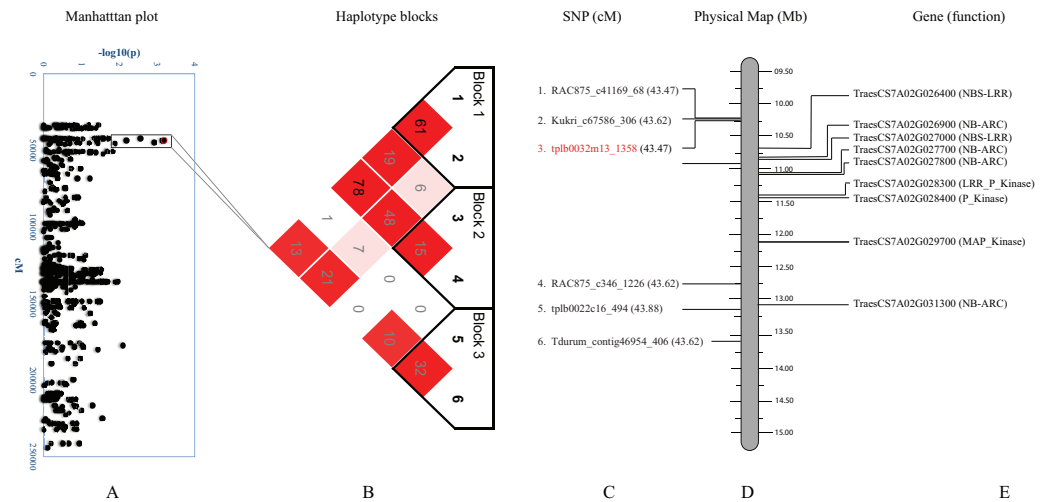 Manhatttan plot
Haplotype blocks
SNP (cM)
Physical Map (Mb)
Gene (function)
-log10(p)
0
1
2
3
4
0
50000
100000
150000
200000
250000
cM
Block 1
Block 2
Block 3
1
2
3
4
5
6
61
19
6
78
48
15
1
7
0
13
21
0
0
10
32
1. RAC875_c41169_68 (43.47)
2. Kukri_c67586_306 (43.62)
3. tplb0032m13_1358 (43.47)
4. RAC875_c346_1226 (43.62)
5. tplb0022c16_494 (43.88)
6. Tdurum_contig46954_406 (43.62)
09.50
10.00
10.50
11.00
11.50
12.00
12.50
13.00
13.50
14.00
14.50
15.00
TraesCS7A02G026400 (NBS-LRR)
TraesCS7A02G026900 (NB-ARC)
TraesCS7A02G027000 (NBS-LRR)
TraesCS7A02G027700 (NB-ARC)
TraesCS7A02G027800 (NB-ARC)
TraesCS7A02G028300 (LRR_P_Kinase)
TraesCS7A02G028400 (P_Kinase)
TraesCS7A02G029700 (MAP_Kinase)
TraesCS7A02G031300 (NB-ARC)
A
B
C
D
E